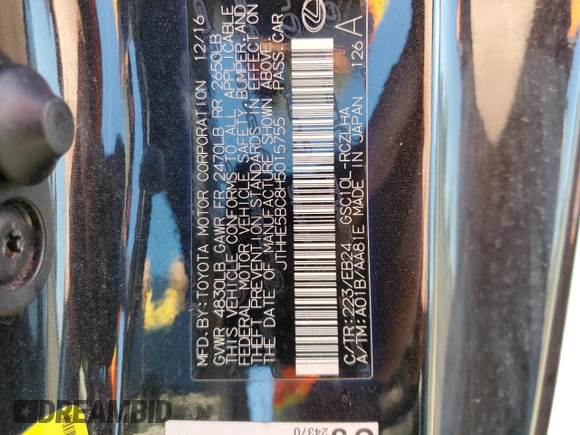 MFD.BY:TOYOTA MOTOR CORPORATION 12/16
GVWR 4830LB GAWR FR 2470LB RR 2650LB
THIS VEHICLE CONFORMS TO ALL APPLICABLE
FEDERAL MOTOR VEHICLE SAFETY, BUMPER, AND
THEFT PREVENTION STANDARDS IN EFFECT ON
THE DATE OF MANUFACTURE SHOWN ABOVE.
JTHHE5BC8H5015755 PASS.CAR
C/TR:223/EB24 GSC10L-RCZLHA
A/TM:A01B/AA81E MADE IN JAPAN 126 A
24370
DREAMBID